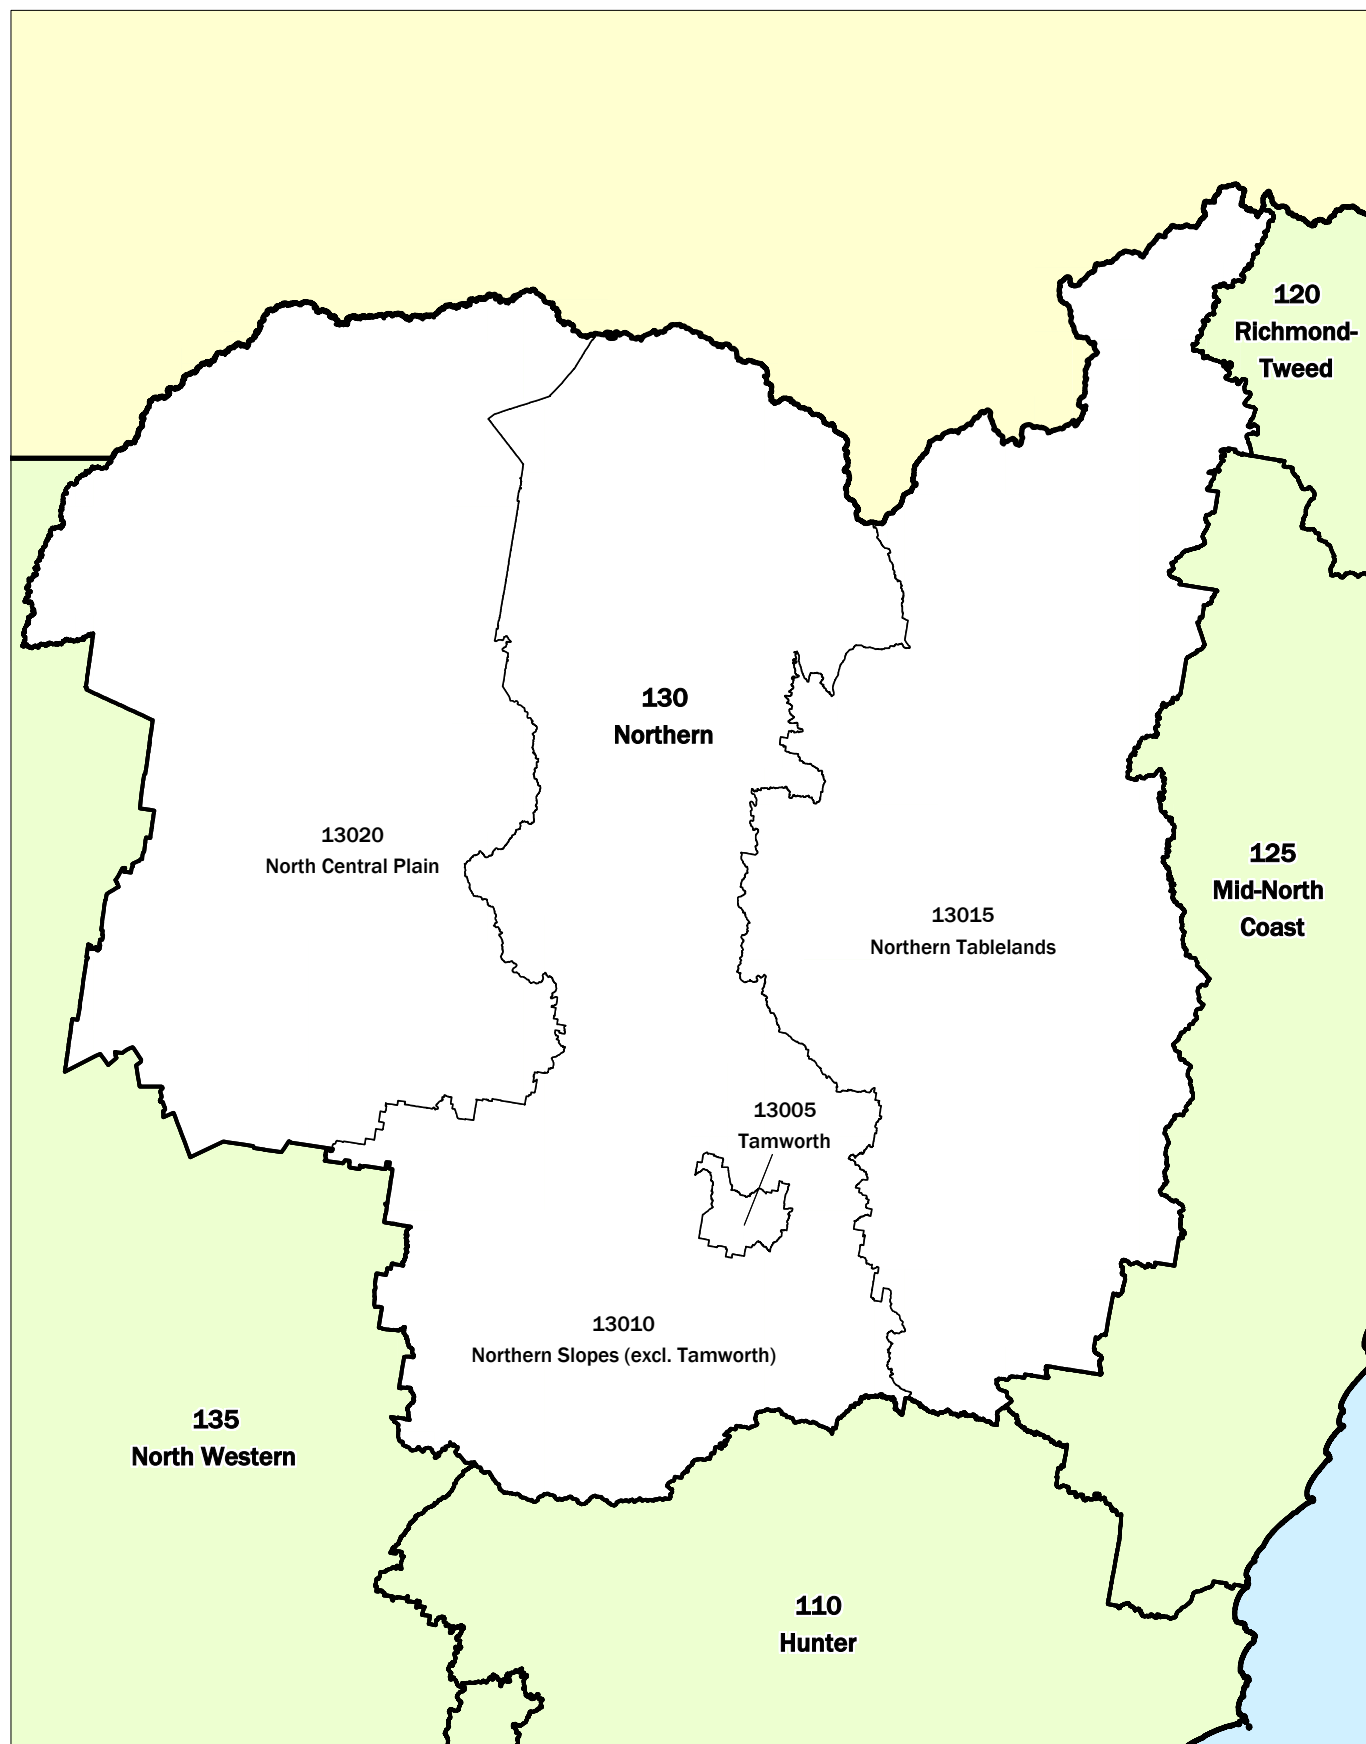 120
Richmond-
Tweed
130
Northern
13020
North Central Plain
125
Mid-North
Coast
13015
Northern Tablelands
13005
Tamworth
13010
Northern Slopes (excl. Tamworth)
135
North Western
110
Hunter